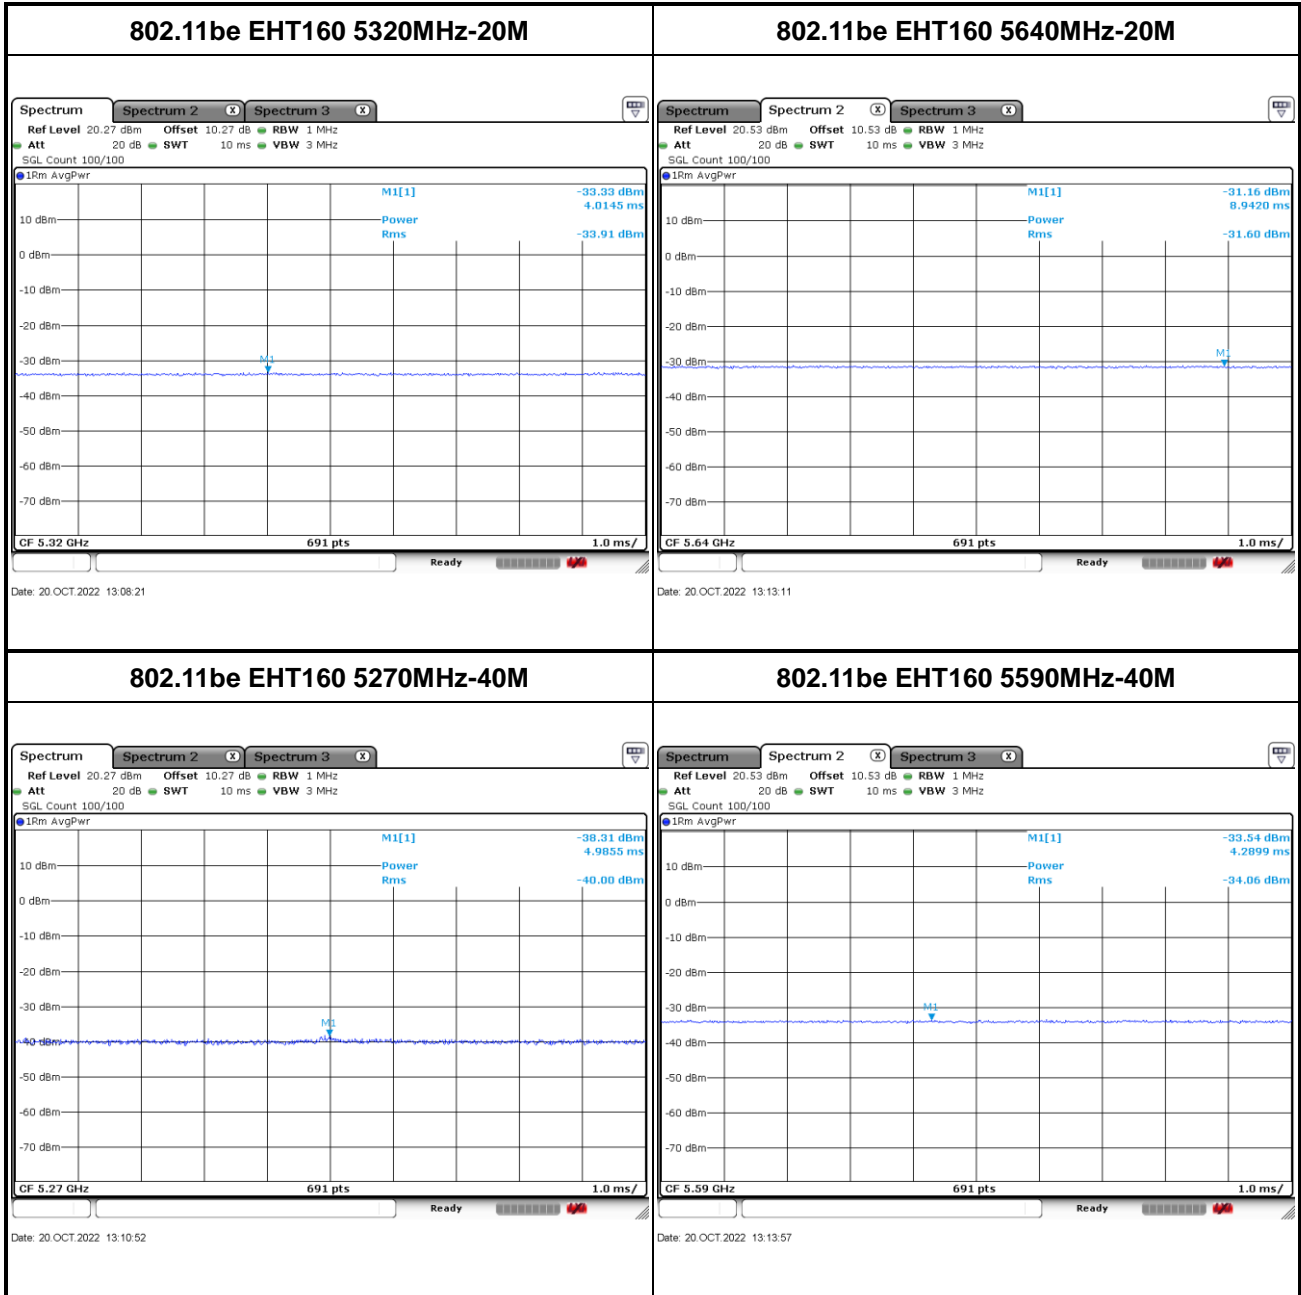 802.11be EHT160 5320MHz-20M
Spectrum Spectrum 2 X Spectrum 3 X
Ref Level 20.27 dBm Offset 10.27 dB RBW 1 MHz
Att 20 dB SWT 10 ms VBW 3 MHz
SGL Count 100/100
1Rm AvgPwr
M1[1] -33.33 dBm
4.0145 ms
10 dBm Power
Rms -33.91 dBm
0 dBm
-10 dBm
-20 dBm
-30 dBm
M1
-40 dBm
-50 dBm
-60 dBm
-70 dBm
CF 5.32 GHz 691 pts 1.0 ms/
Ready
Date: 20.OCT.2022 13:08:21
802.11be EHT160 5640MHz-20M
Spectrum Spectrum 2 X Spectrum 3 X
Ref Level 20.53 dBm Offset 10.53 dB RBW 1 MHz
Att 20 dB SWT 10 ms VBW 3 MHz
SGL Count 100/100
1Rm AvgPwr
M1[1] -31.16 dBm
8.9420 ms
10 dBm Power
Rms -31.60 dBm
0 dBm
-10 dBm
-20 dBm
M1
-30 dBm
-40 dBm
-50 dBm
-60 dBm
-70 dBm
CF 5.64 GHz 691 pts 1.0 ms/
Ready
Date: 20.OCT.2022 13:13:11
802.11be EHT160 5270MHz-40M
Spectrum Spectrum 2 X Spectrum 3 X
Ref Level 20.27 dBm Offset 10.27 dB RBW 1 MHz
Att 20 dB SWT 10 ms VBW 3 MHz
SGL Count 100/100
1Rm AvgPwr
M1[1] -38.31 dBm
4.9855 ms
10 dBm Power
Rms -40.00 dBm
0 dBm
-10 dBm
-20 dBm
-30 dBm
M1
-40 dBm
-50 dBm
-60 dBm
-70 dBm
CF 5.27 GHz 691 pts 1.0 ms/
Ready
Date: 20.OCT.2022 13:10:52
802.11be EHT160 5590MHz-40M
Spectrum Spectrum 2 X Spectrum 3 X
Ref Level 20.53 dBm Offset 10.53 dB RBW 1 MHz
Att 20 dB SWT 10 ms VBW 3 MHz
SGL Count 100/100
1Rm AvgPwr
M1[1] -33.54 dBm
4.2899 ms
10 dBm Power
Rms -34.06 dBm
0 dBm
-10 dBm
-20 dBm
-30 dBm
M1
-40 dBm
-50 dBm
-60 dBm
-70 dBm
CF 5.59 GHz 691 pts 1.0 ms/
Ready
Date: 20.OCT.2022 13:13:57